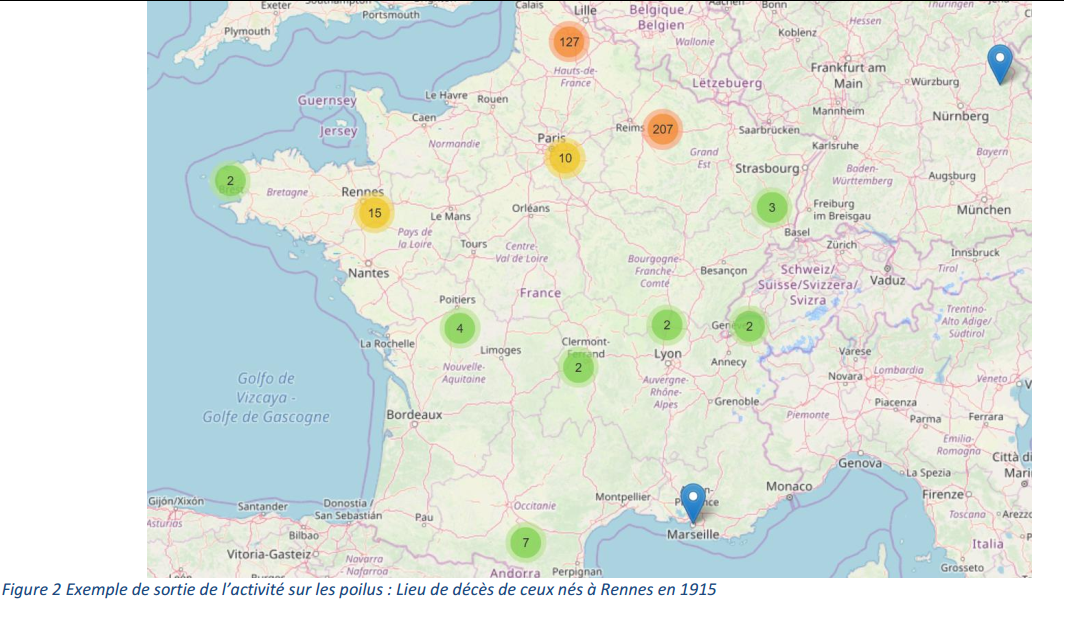 Exeter
Portsmouth
Plymouth
Calais
Lille
Belgique /
Belgien
Bonn
Koblenz
Hessen
Wallonie
127
Hauts-de-
France
Lëtzebuerg
Frankfurt am
Main
Würzburg
Guernsey
Le Havre
Rouen
Mannheim
Nürnberg
Jersey
Caen
Paris
Reims
207
Saarbrücken
Karlsruhe
Normandie
10
Grand
Est
Strasbourg
Bayern
2
Bretagne
Rennes
Baden-
Württemberg
Augsburg
15
Le Mans
Orléans
3
Freiburg
im Breisgau
München
Pays de
la Loire
Tours
Centre-
Val de Loire
Basel
Zürich
Innsbruck
Nantes
Bourgogne-
Franche-
Comté
Besançon
Schweiz/
Suisse/Svizzera/
Svizra
Vaduz
Tirol
France
Poitiers
4
2
2
Trentino-
Alto Adige/
Südtirol
La Rochelle
Limoges
Clermont-
Ferrand
2
Lyon
Annecy
Varese
Lombardia
Nouvelle-
Aquitaine
Novara
Veneto
Golfo de
Vizcaya -
Golfe de Gascogne
Auvergne-
Rhône-
Alpes
Grenoble
Piacenza
Bordeaux
Piemonte
Parma
Ferrara
Emilia-
Romagna
Genova
La Spezia
Città di
Gijón/Xixón
Santander
Donostia /
San Sebastián
Pau
Occitanie
Montpellier
Monaco
Firenze
Asturias
Bilbao
Marseille
Toscana
Vitoria-Gasteiz
7
Italia
Navarra
Nafarroa
Andorra
Perpignan
Grosseto
Figure 2 Exemple de sortie de l’activité sur les poilus : Lieu de décès de ceux nés à Rennes en 1915